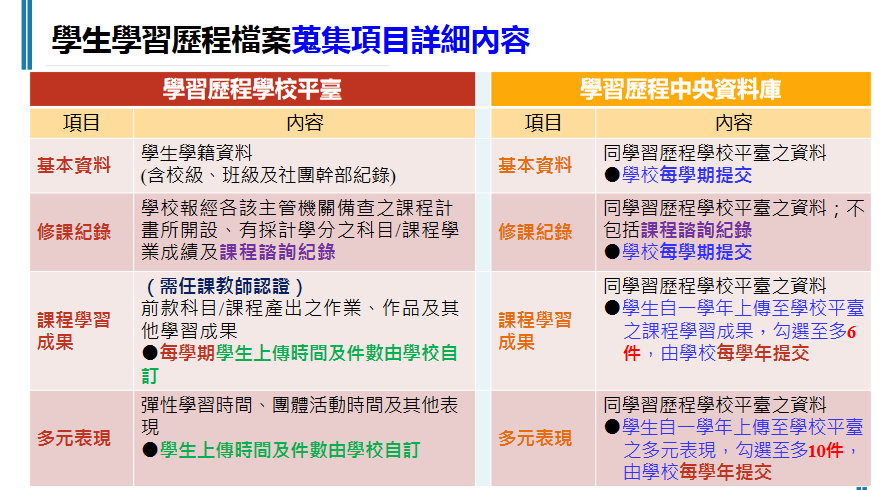 學生學習歷程檔案蒐集項目詳細內容
學習歷程學校平臺
學習歷程中央資料庫
項目
內容
項目
內容
基本資料
學生學籍資料
(含校級、班級及社團幹部紀錄)
基本資料
同學習歷程學校平臺之資料
●學校每學期提交
修課紀錄
學校報經各該主管機關備查之課程計
畫所開設、有採計學分之科目/課程學
業成績及課程諮詢紀錄
修課紀錄
同學習歷程學校平臺之資料；不
包括課程諮詢紀錄
●學校每學期提交
課程學習
成果
（需任課教師認證）
前款科目/課程產出之作業、作品及其
他學習成果
●每學期學生上傳時間及件數由學校自
訂
課程學習
成果
同學習歷程學校平臺之資料
●學生自一學年上傳至學校平臺
之課程學習成果，勾選至多6
件，由學校每學年提交
多元表現
彈性學習時間、團體活動時間及其他表
現
●學生上傳時間及件數由學校自訂
多元表現
同學習歷程學校平臺之資料
●學生自一學年上傳至學校平臺
之多元表現，勾選至多10件，
由學校每學年提交